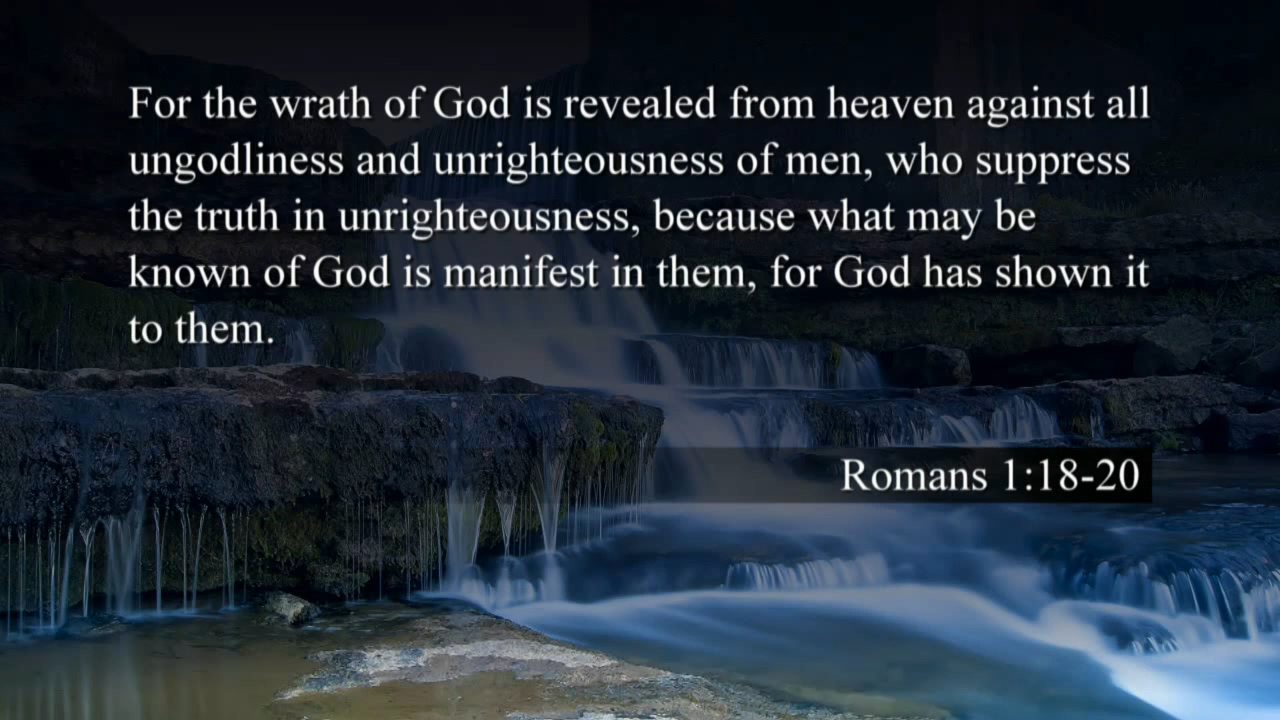 For the wrath of God is revealed from heaven against all
ungodliness and unrighteousness of men, who suppress
the truth in unrighteousness, because what may be
known of God is manifest in them, for God has shown it
to them.
Romans 1:18-20